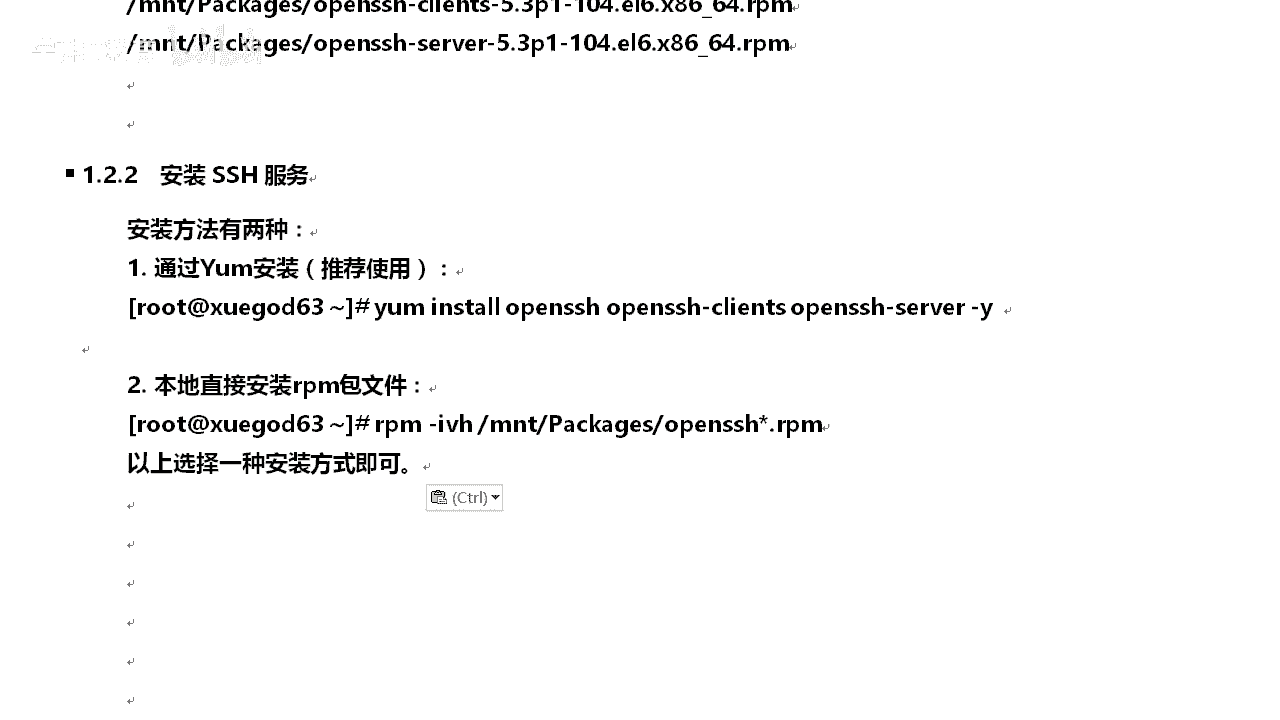 /mnt/Packages/openssh-clients-5.3p1-104.el6.x86_64.rpm
/mnt/Packages/openssh-server-5.3p1-104.el6.x86_64.rpm
1.2.2 安装 SSH 服务
安装方法有两种：
1. 通过Yum安装（推荐使用）：
[root@xuegod63 ~]# yum install openssh openssh-clients openssh-server -y
2. 本地直接安装rpm包文件：
[root@xuegod63 ~]# rpm -ivh /mnt/Packages/openssh*.rpm
以上选择一种安装方式即可。
(Ctrl)